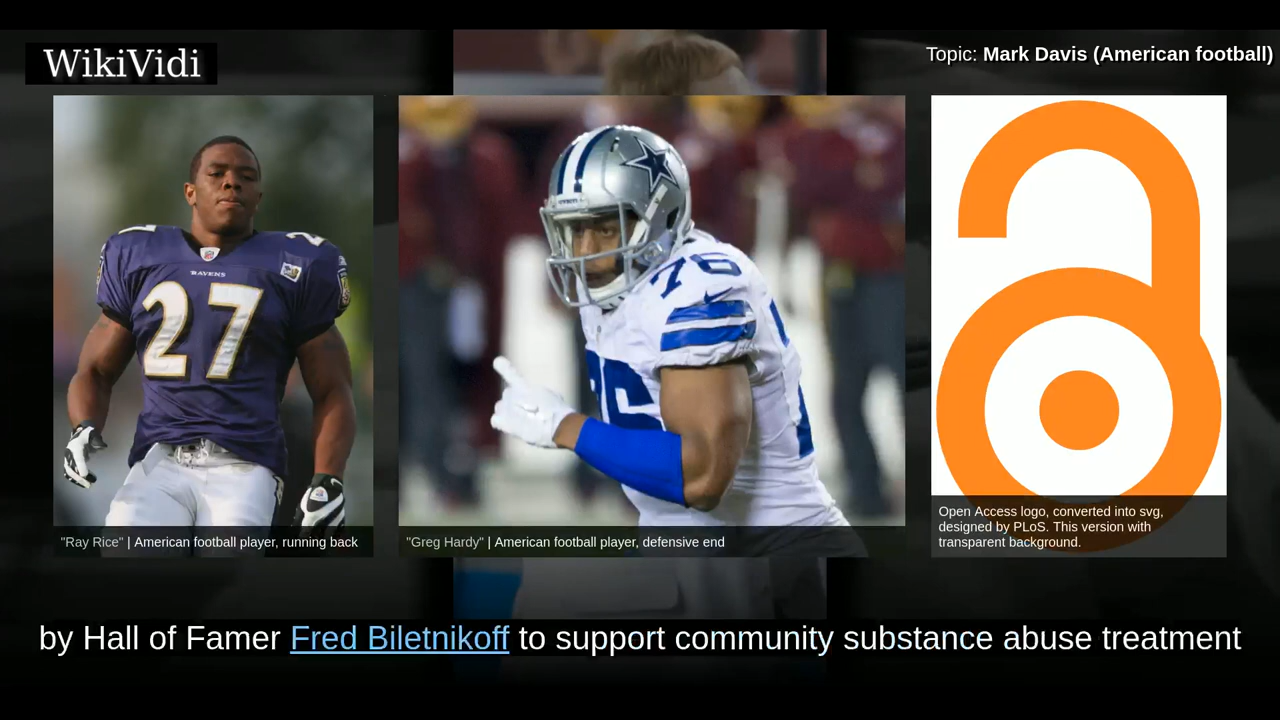 WikiVidi
Topic: Mark Davis (American football)
27
RAVENS
27
76
76
"Ray Rice" | American football player, running back
"Greg Hardy" | American football player, defensive end
Open Access logo, converted into svg,
designed by PLoS. This version with
transparent background.
by Hall of Famer Fred Biletnikoff to support community substance abuse treatment